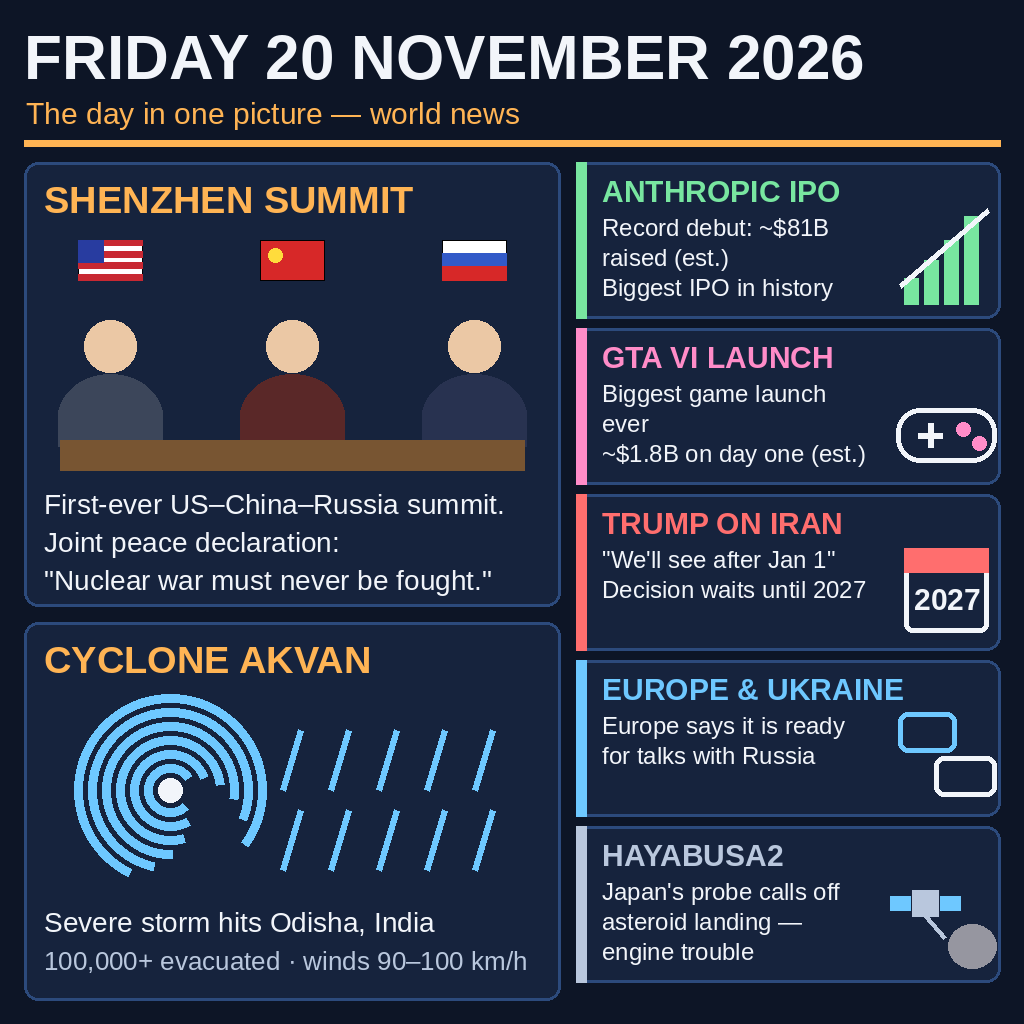 FRIDAY 20 NOVEMBER 2026
The day in one picture — world news
SHENZHEN SUMMIT
First-ever US–China–Russia summit.
Joint peace declaration:
"Nuclear war must never be fought."
CYCLONE AKVAN
Severe storm hits Odisha, India
100,000+ evacuated · winds 90–100 km/h
ANTHROPIC IPO
Record debut: ~$81B
raised (est.)
Biggest IPO in history
GTA VI LAUNCH
Biggest game launch
ever
~$1.8B on day one (est.)
TRUMP ON IRAN
"We'll see after Jan 1"
Decision waits until 2027
2027
EUROPE & UKRAINE
Europe says it is ready
for talks with Russia
HAYABUSA2
Japan's probe calls off
asteroid landing —
engine trouble